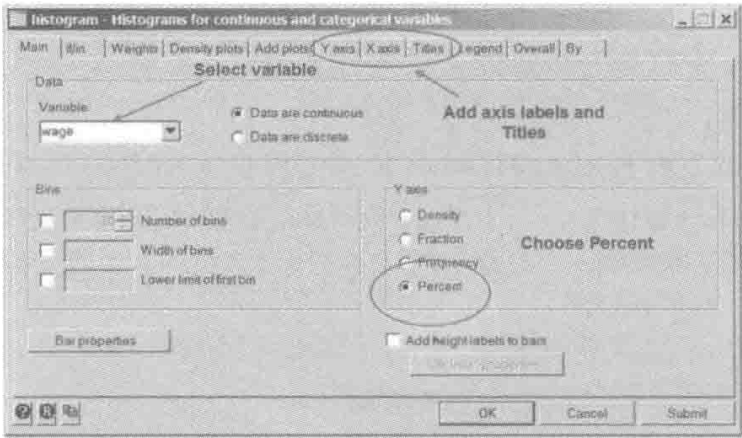 histogram - Histograms for continuous and categorical variables
Main if/in Weights Density plots Add plots Y axis X axis Titles Legend Overall By
Select variable
Data
Variable
wage
Data are continuous
Data are discrete
Add axis labels and
Titles
Bins
Number of bins
Width of bins
Lower limit of first bin
Y axis
Density
Fraction
Frequency
Percent
Choose Percent
Bar properties
Add height labels to bars
OK Cancel Submit